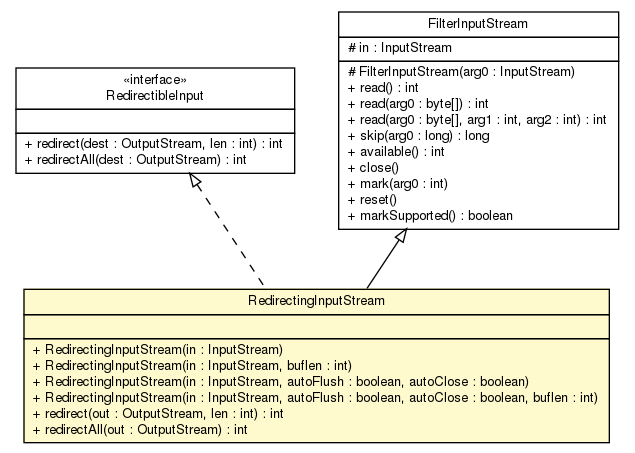 «interface»
RedirectibleInput
+ redirect(dest : OutputStream, len : int) : int
+ redirectAll(dest : OutputStream) : int
FilterInputStream
# in : InputStream
# FilterInputStream(arg0 : InputStream)
+ read() : int
+ read(arg0 : byte[]) : int
+ read(arg0 : byte[], arg1 : int, arg2 : int) : int
+ skip(arg0 : long) : long
+ available() : int
+ close()
+ mark(arg0 : int)
+ reset()
+ markSupported() : boolean
RedirectingInputStream
+ RedirectingInputStream(in : InputStream)
+ RedirectingInputStream(in : InputStream, buflen : int)
+ RedirectingInputStream(in : InputStream, autoFlush : boolean, autoClose : boolean)
+ RedirectingInputStream(in : InputStream, autoFlush : boolean, autoClose : boolean, buflen : int)
+ redirect(out : OutputStream, len : int) : int
+ redirectAll(out : OutputStream) : int